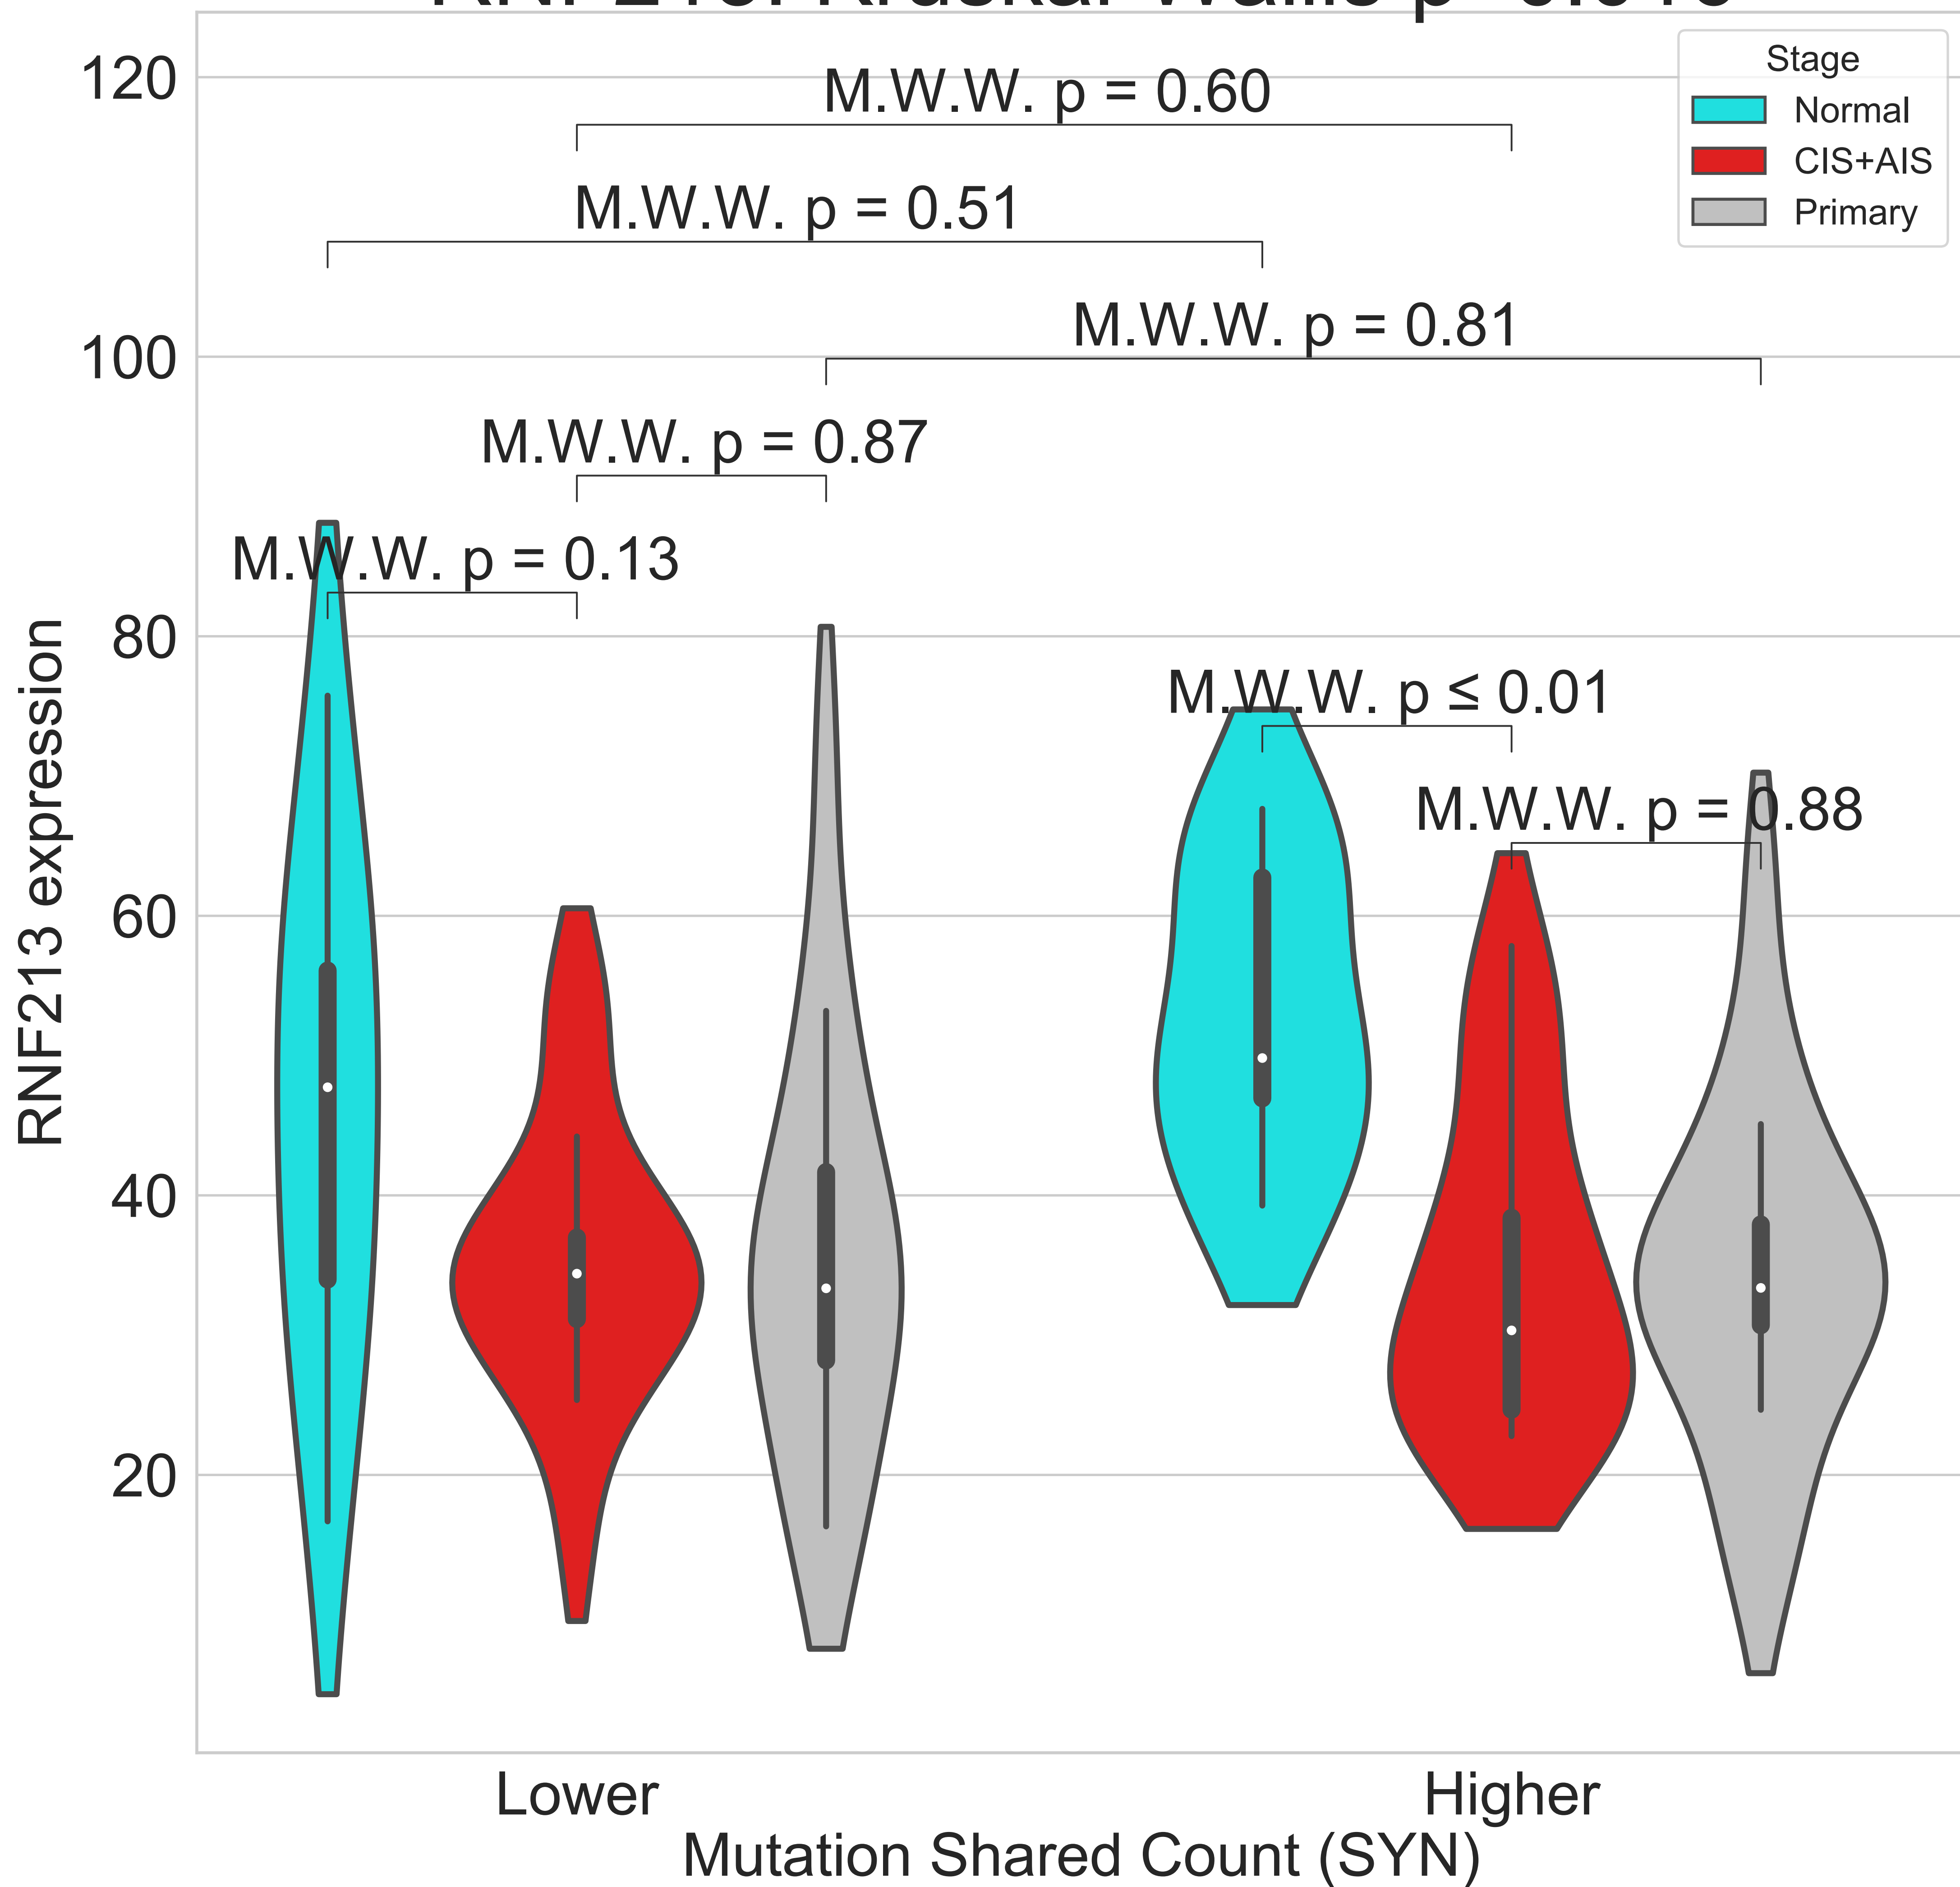 120
100
80
60
40
20
RNF213 expression
M.W.W. p = 0.60
M.W.W. p = 0.51
M.W.W. p = 0.81
M.W.W. p = 0.87
M.W.W. p = 0.13
M.W.W. p ≤ 0.01
M.W.W. p = 0.88
Stage
Normal
CIS+AIS
Primary
Lower
Higher
Mutation Shared Count (SYN)